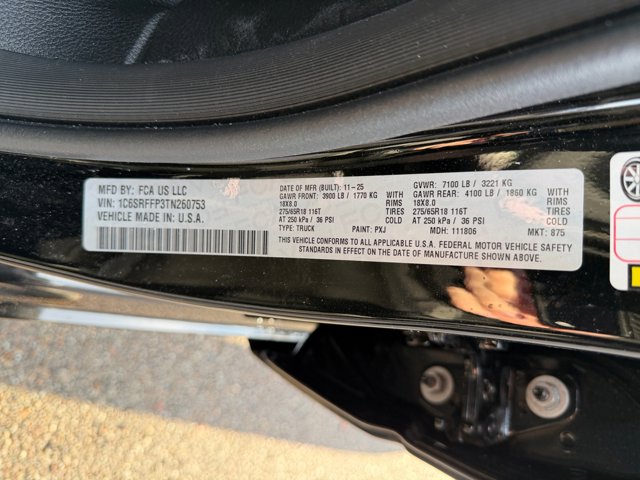 MFD BY: FCA US LLC
VIN: 1C6SRFFP3TN260753
VEHICLE MADE IN: U.S.A.
DATE OF MFR (BUILT): 11-25
GAWR FRONT: 3900 LB / 1770 KG WITH
18X8.0 RIMS
275/65R18 116T TIRES
AT 250 kPa / 36 PSI COLD
TYPE: TRUCK PAINT: PXJ
GVWR: 7100 LB / 3221 KG
GAWR REAR: 4100 LB / 1860 KG WITH
18X8.0 RIMS
275/65R18 116T TIRES
AT 250 kPa / 36 PSI COLD
MDH: 111806 MKT: 875
THIS VEHICLE CONFORMS TO ALL APPLICABLE U.S.A. FEDERAL MOTOR VEHICLE SAFETY
STANDARDS IN EFFECT ON THE DATE OF MANUFACTURE SHOWN ABOVE.